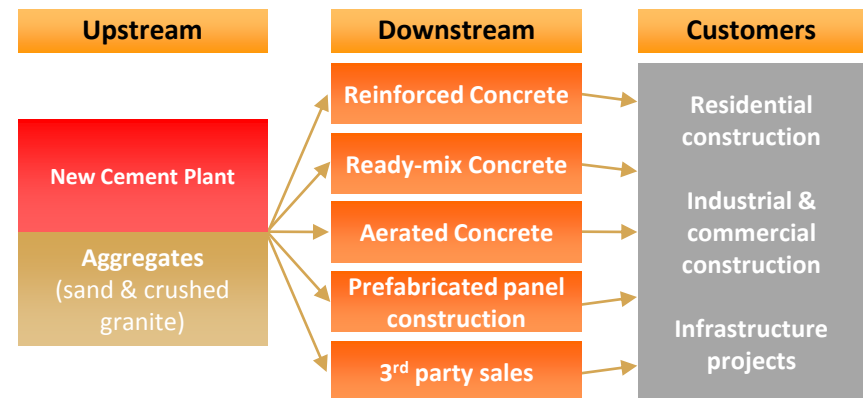 Upstream
Downstream
Customers
New Cement Plant
Aggregates
(sand & crushed
granite)
Reinforced Concrete
Ready-mix Concrete
Aerated Concrete
Prefabricated panel
construction
3rd party sales
Residential
construction
Industrial &
commercial
construction
Infrastructure
projects